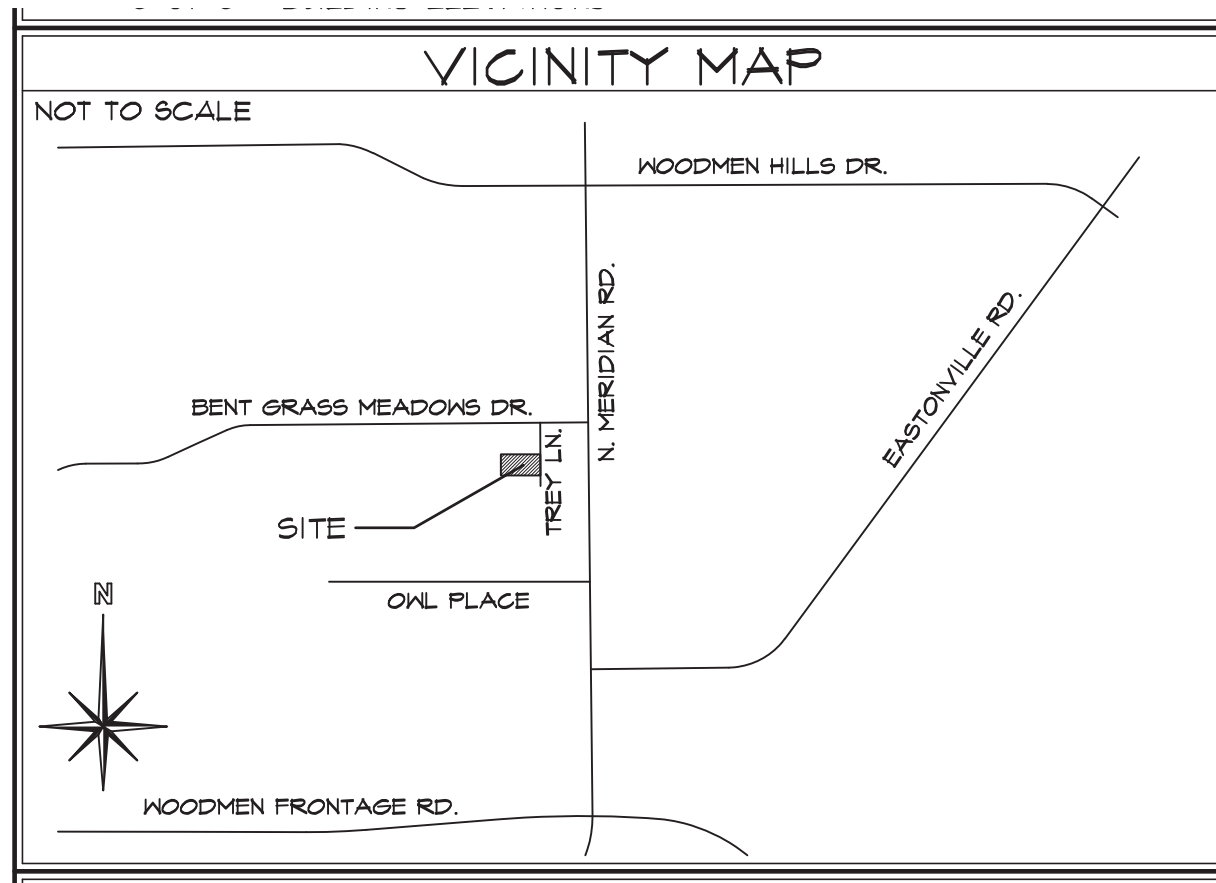 VICINITY MAP
NOT TO SCALE
WOODMEN HILLS DR.
N. MERIDIAN RD.
EASTONVILLE RD.
BENT GRASS MEADOWS DR.
TREY LN.
SITE
OWL PLACE
N
WOODMEN FRONTAGE RD.